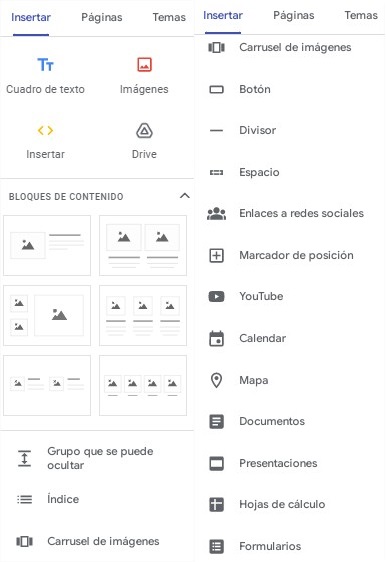 Insertar Páginas Temas
Cuadro de texto Imágenes
Insertar Drive
BLOQUES DE CONTENIDO
Grupo que se puede
ocultar
Índice
Carrusel de imágenes
Insertar Páginas Temas
Carrusel de imágenes
Botón
Divisor
Espacio
Enlaces a redes sociales
Marcador de posición
YouTube
Calendar
Mapa
Documentos
Presentaciones
Hojas de cálculo
Formularios